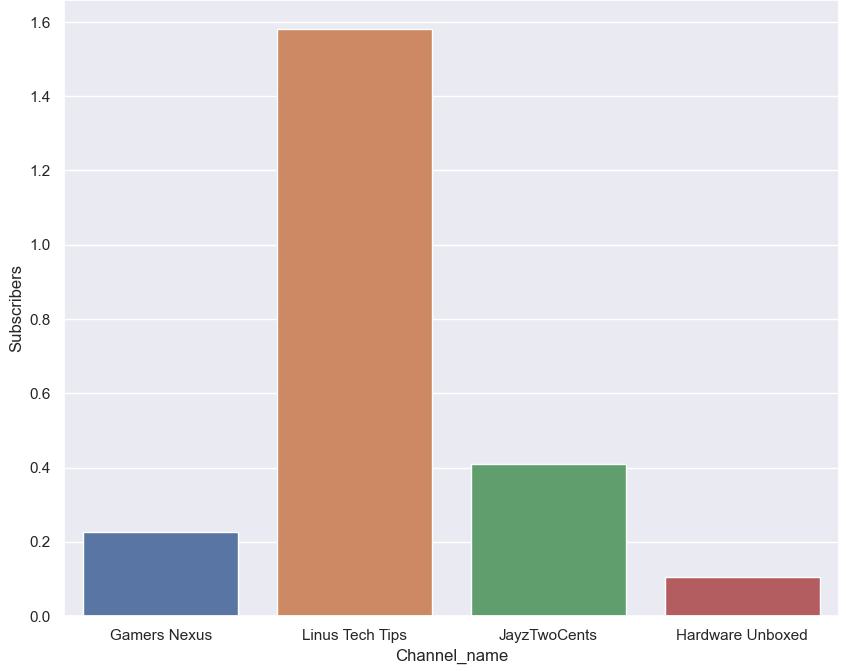 1.6
1.4
1.2
1.0
0.8
0.6
0.4
0.2
0.0
Subscribers
Gamers Nexus
Linus Tech Tips
JayzTwoCents
Hardware Unboxed
Channel_name